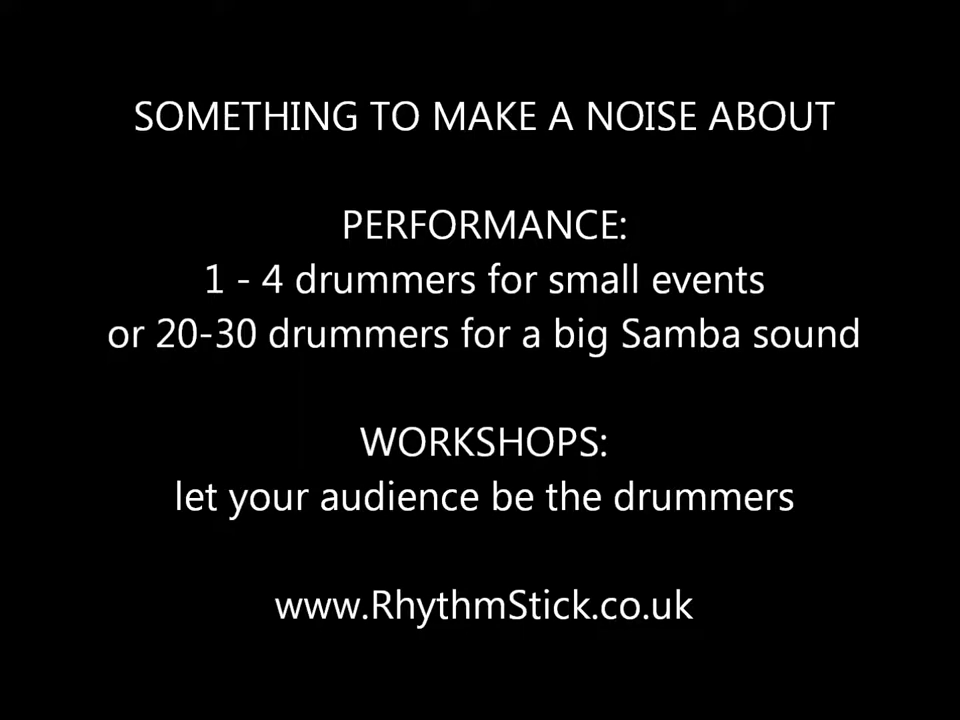 SOMETHING TO MAKE A NOISE ABOUT
PERFORMANCE:
1 - 4 drummers for small events
or 20-30 drummers for a big Samba sound
WORKSHOPS:
let your audience be the drummers
www.RhythmStick.co.uk